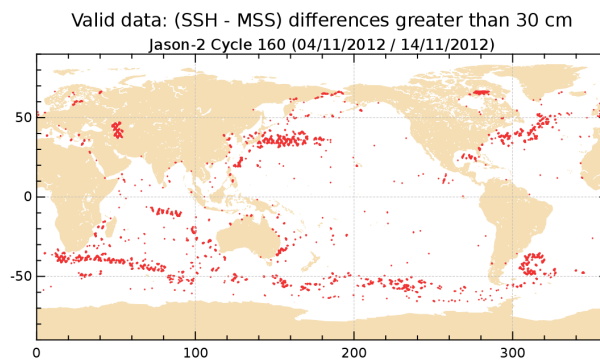 Valid data: (SSH - MSS) differences greater than 30 cm
Jason-2 Cycle 160 (04/11/2012 / 14/11/2012)
50
0
-50
0 100 200 300